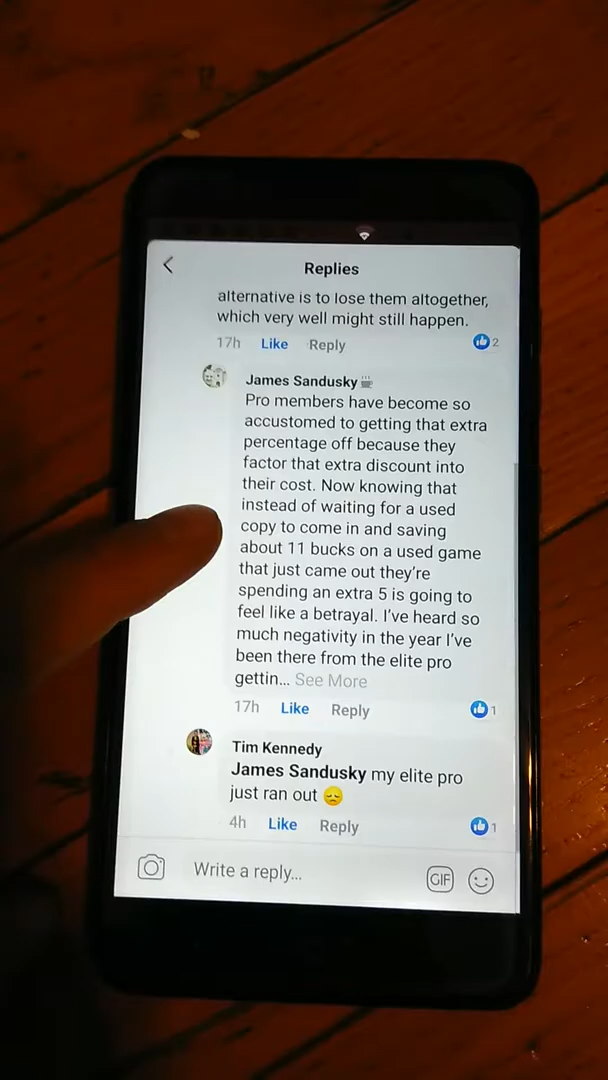 Replies
alternative is to lose them altogether,
which very well might still happen.
17h Like Reply 2
James Sandusky
Pro members have become so
accustomed to getting that extra
percentage off because they
factor that extra discount into
their cost. Now knowing that
instead of waiting for a used
copy to come in and saving
about 11 bucks on a used game
that just came out they're
spending an extra 5 is going to
feel like a betrayal. I've heard so
much negativity in the year I've
been there from the elite pro
gettin... See More
17h Like Reply 1
Tim Kennedy
James Sandusky my elite pro
just ran out 😞
4h Like Reply 1
Write a reply... GIF